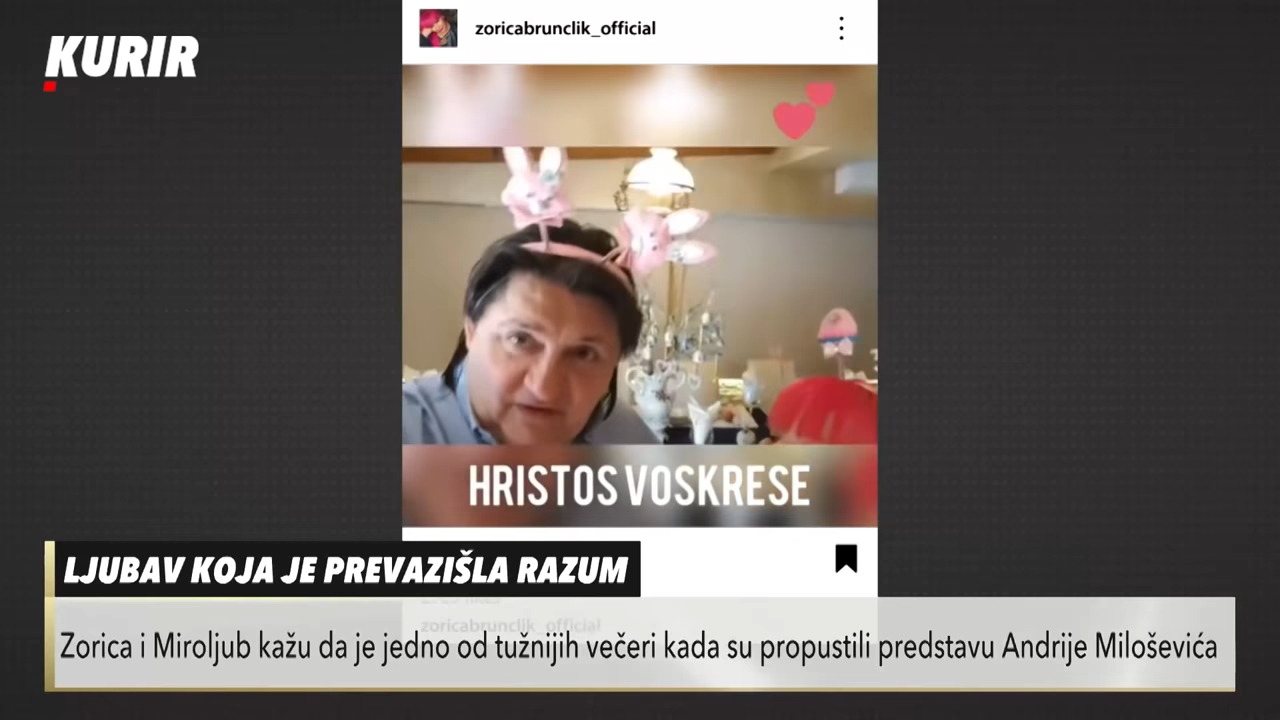 KURIR
zoricabrunclik_official
HRISTOS VOSKRESE
LJUBAV KOJA JE PREVAZIŠLA RAZUM
zoricabrunclik_official
Zorica i Miroljub kažu da je jedno od tužnijih večeri kada su propustili predstavu Andrije Miloševića